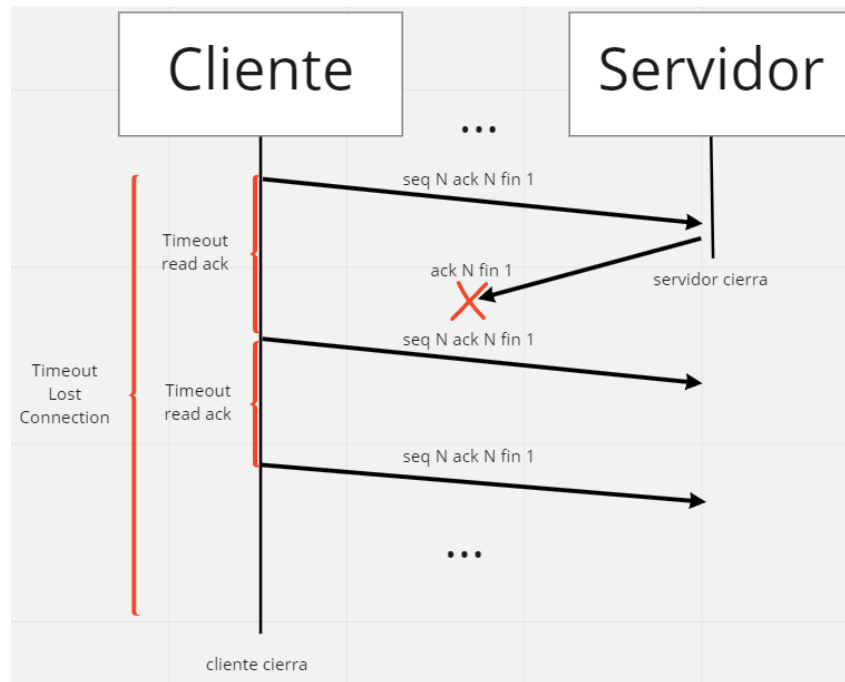 Cliente
Servidor
...
seq N ack N fin 1
Timeout
read ack
ack N fin 1
servidor cierra
seq N ack N fin 1
Timeout
Lost
Connection
Timeout
read ack
seq N ack N fin 1
...
cliente cierra